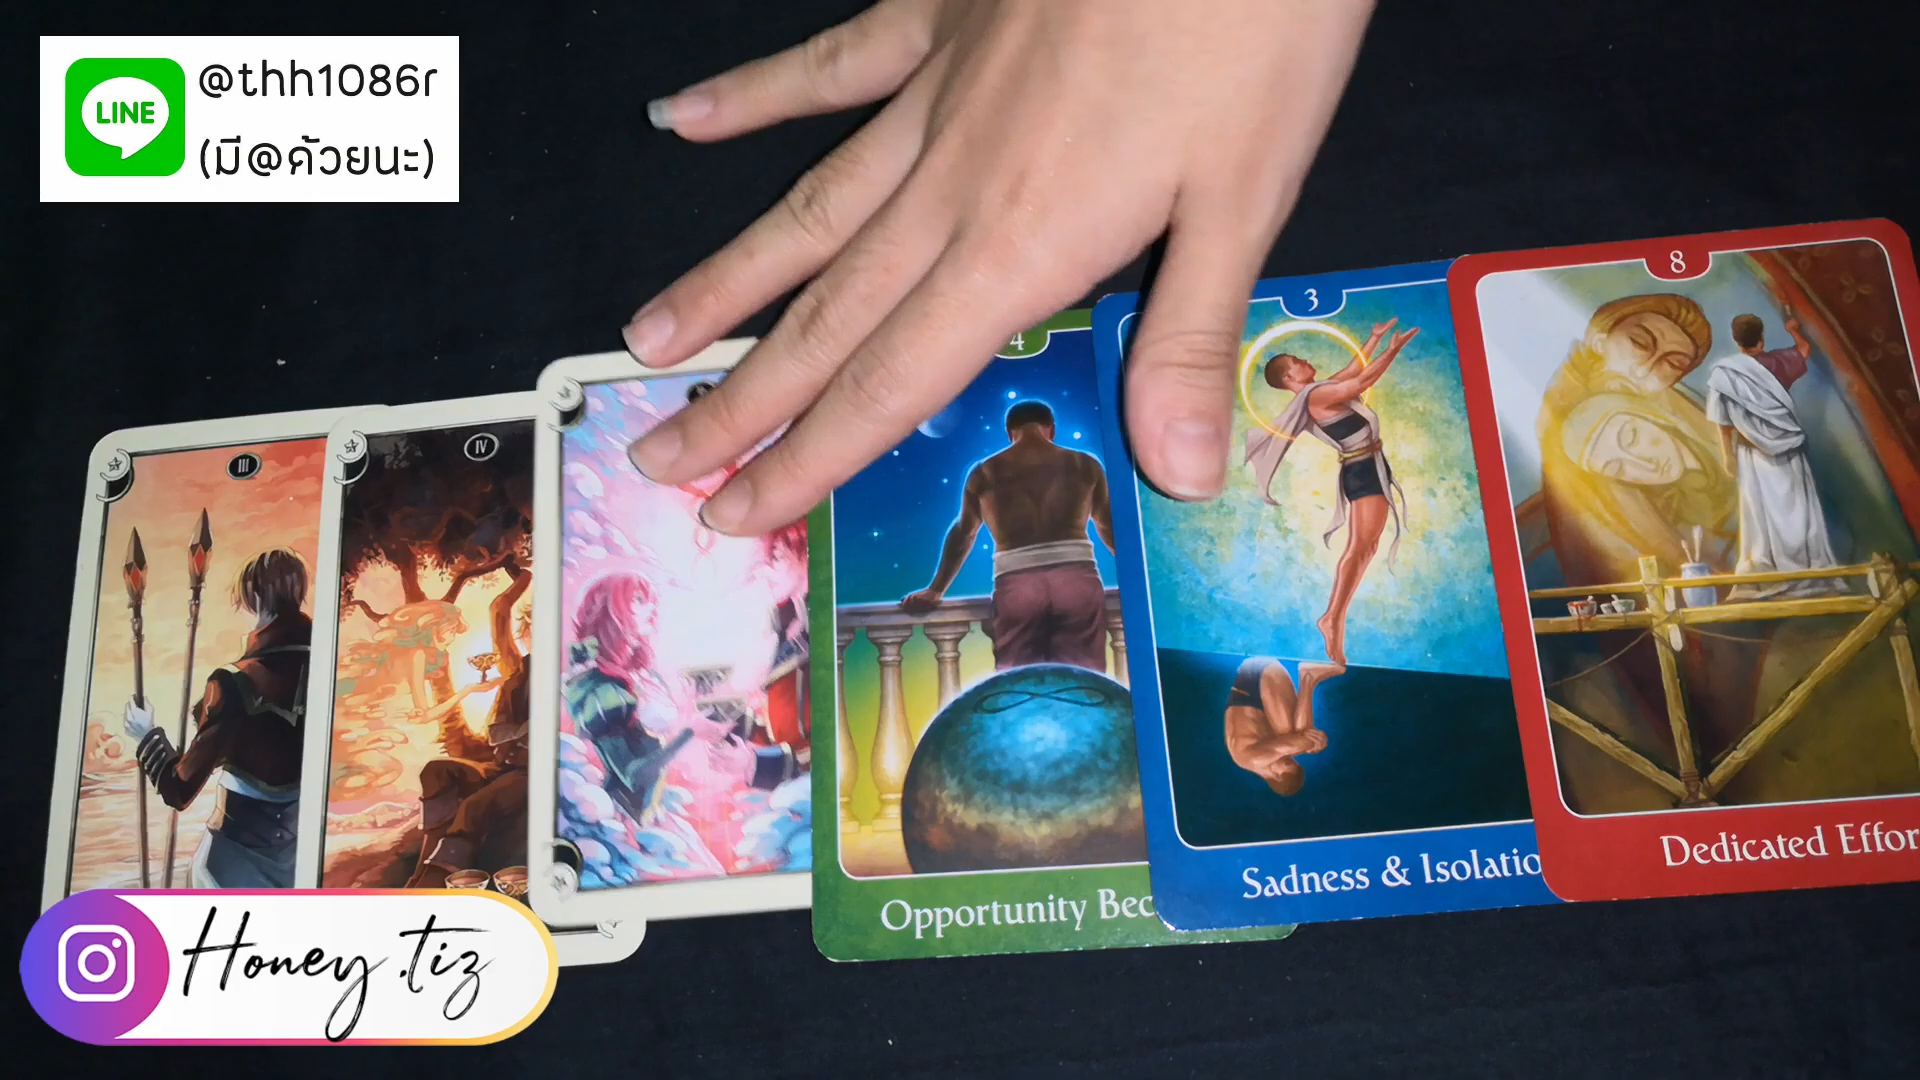 LINE
@thh1086r
(มี@ด้วยนะ)
8
3
4
IV
III
Dedicated Effor
Sadness & Isolatio
Opportunity Bec
Honey.tiz